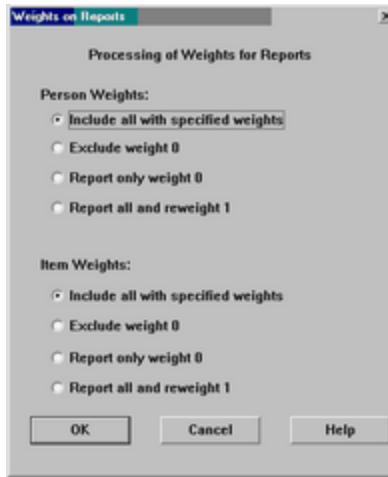 Weights on Reports
Processing of Weights for Reports
Person Weights:
Include all with specified weights
Exclude weight 0
Report only weight 0
Report all and reweight 1
Item Weights:
Include all with specified weights
Exclude weight 0
Report only weight 0
Report all and reweight 1
OK Cancel Help